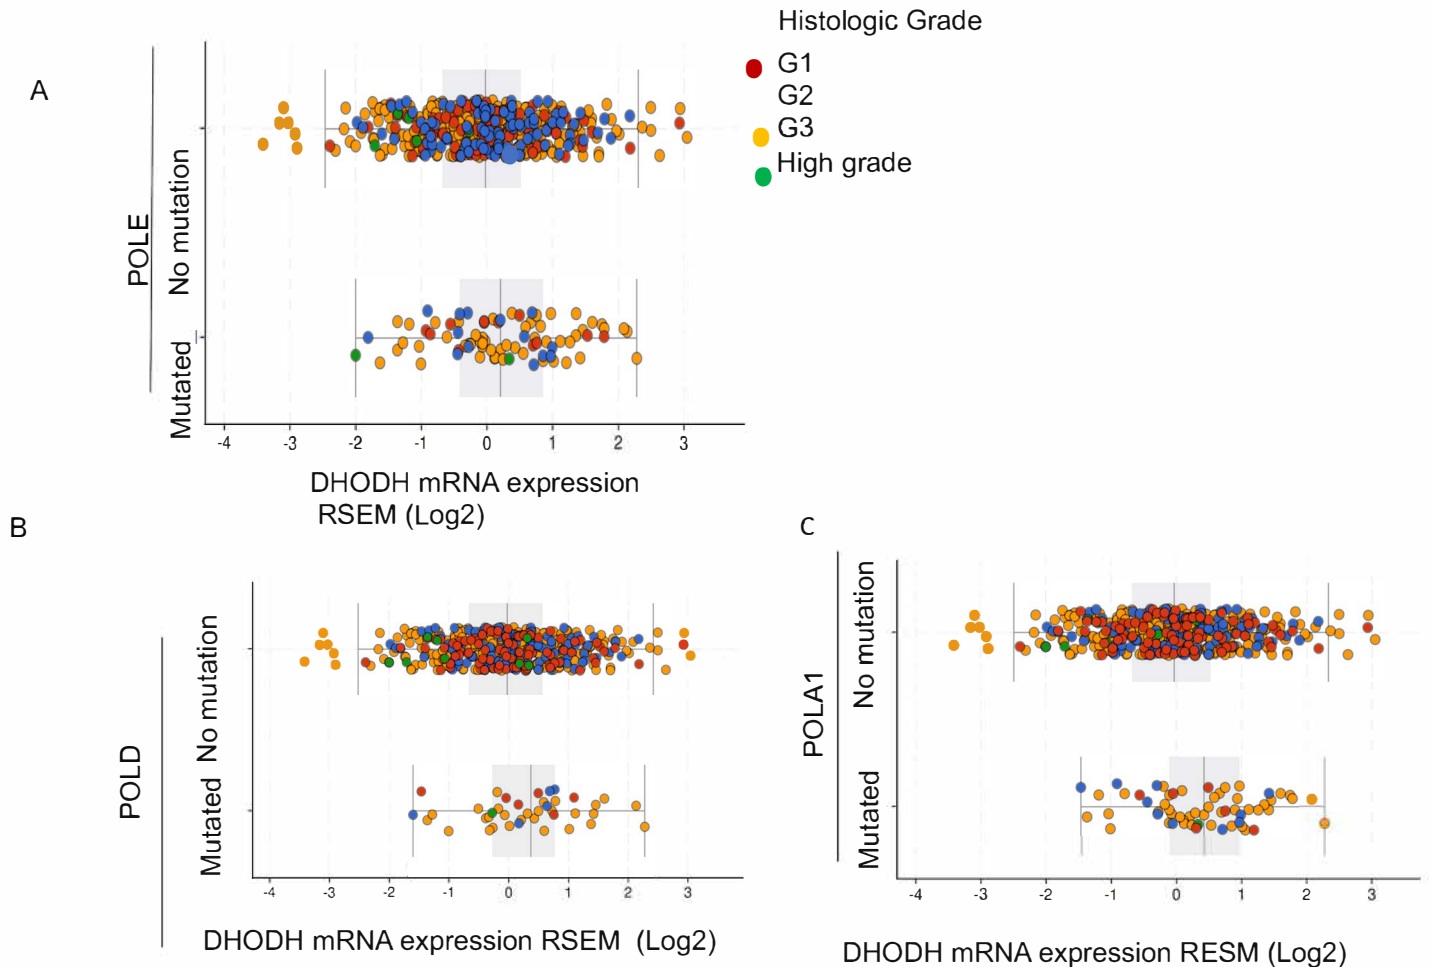 Histologic Grade
G1
G2
G3
High grade
A
POLE
No mutation
Mutated
-4 -3 -2 -1 0 1 2 3
DHODH mRNA expression
RSEM (Log2)
B
POLD
No mutation
Mutated
-4 -3 -2 -1 0 1 2 3
DHODH mRNA expression RSEM (Log2)
C
POLA1
No mutation
Mutated
-4 -3 -2 -1 0 1 2 3
DHODH mRNA expression RESM (Log2)